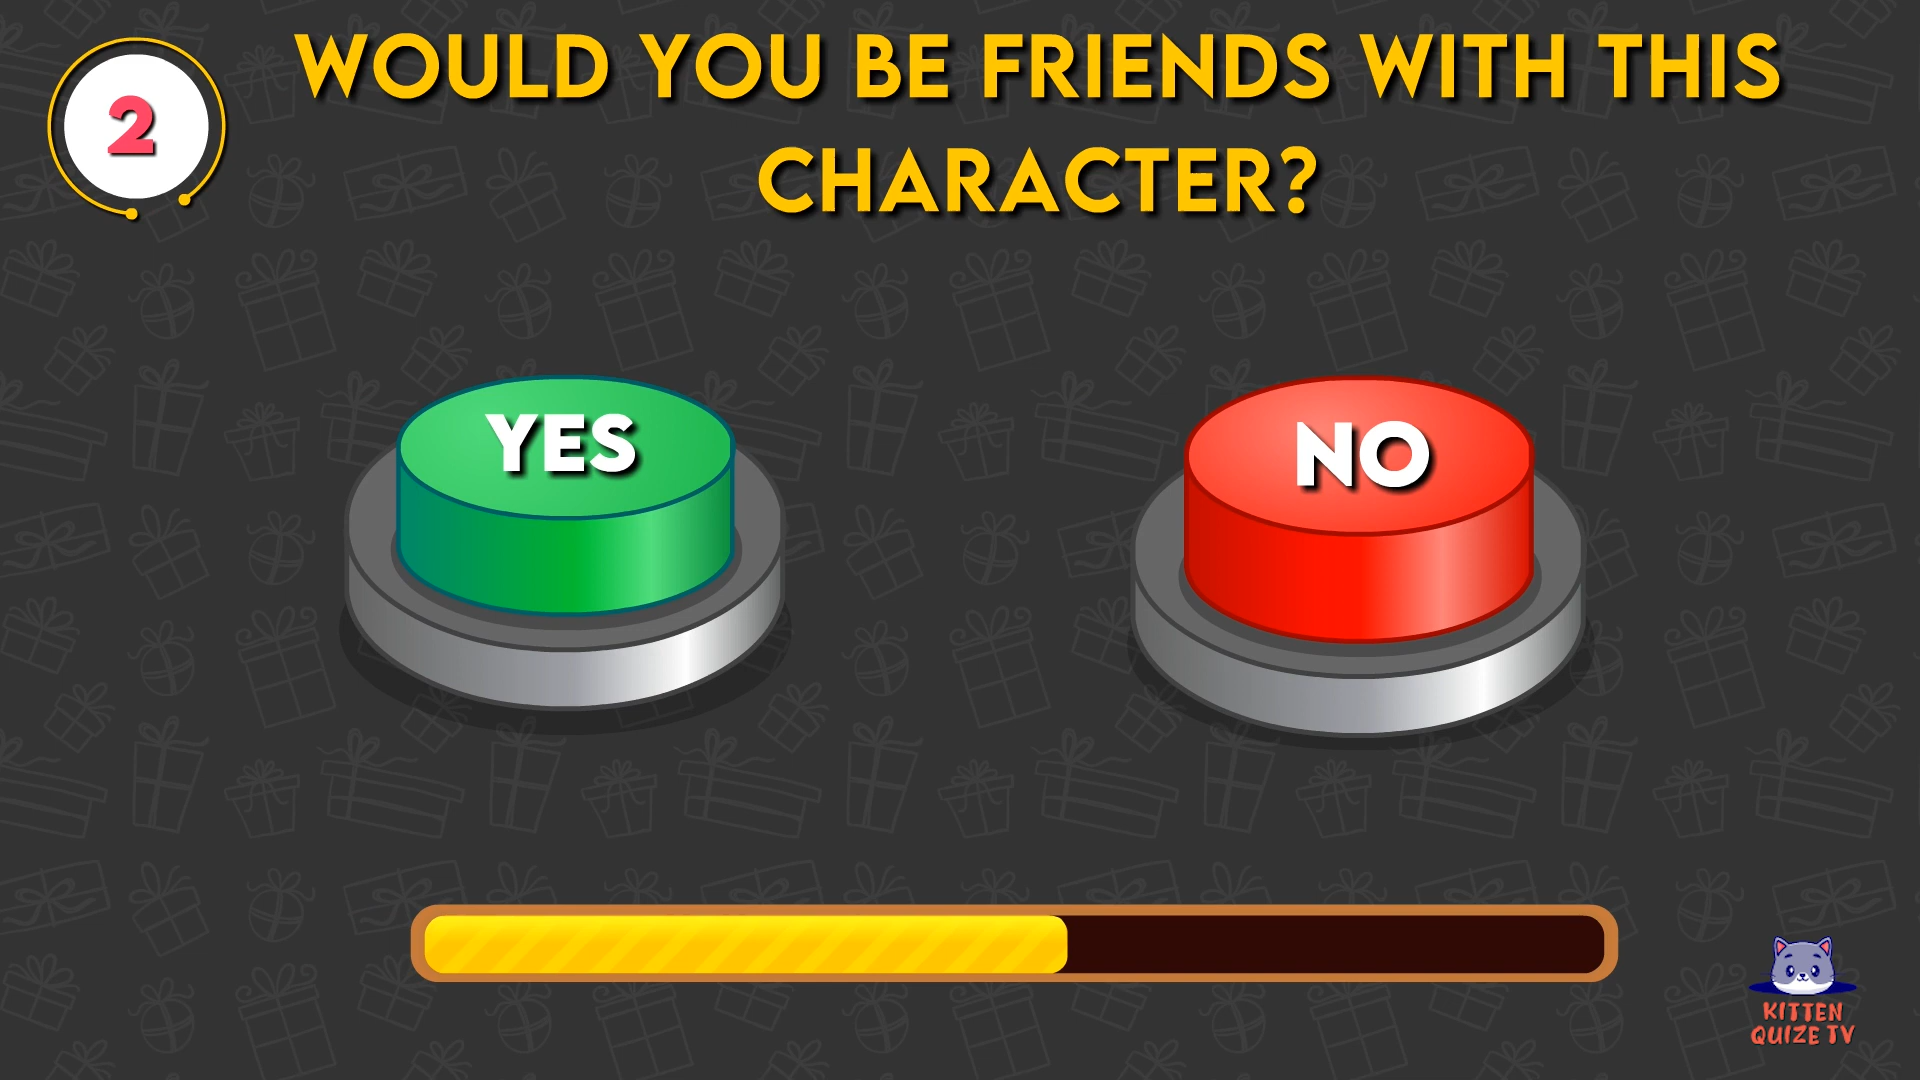 2
WOULD YOU BE FRIENDS WITH THIS
CHARACTER?
YES
NO
KITTEN
QUIZE TV